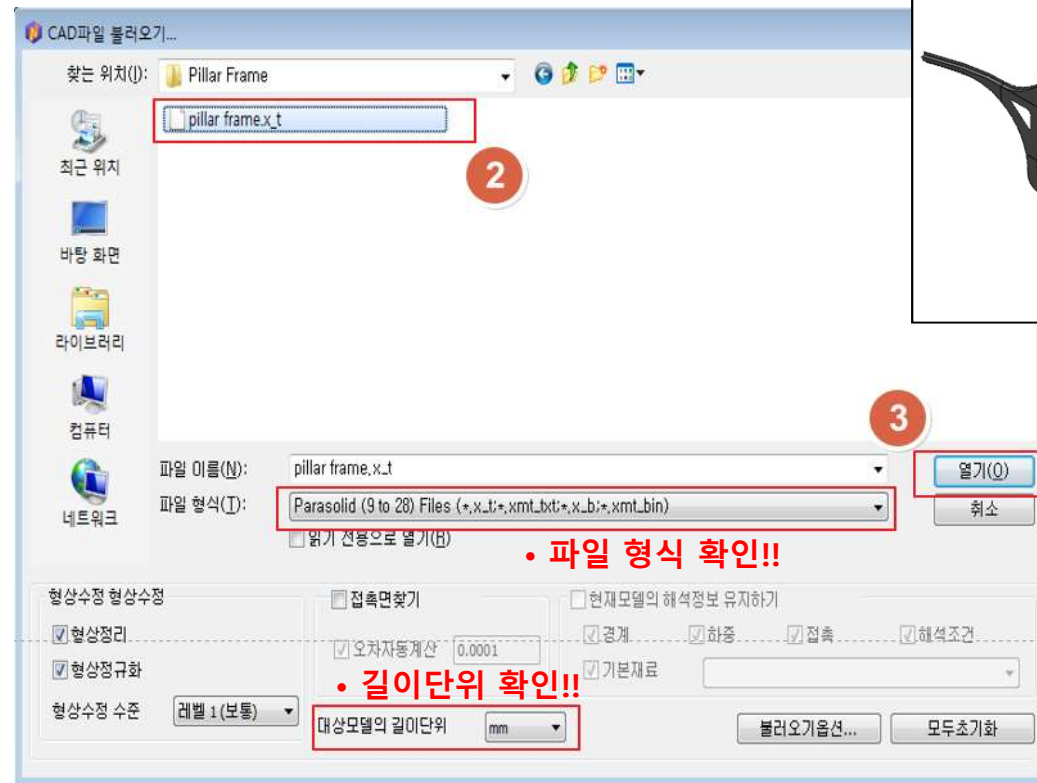 CAD파일 불러오기...
찾는 위치(I): Pillar Frame
pillar frame.x_t
2
최근 위치
바탕 화면
라이브러리
컴퓨터
네트워크
3
파일 이름(N): pillar frame.x_t 열기(O)
파일 형식(T): Parasolid (9 to 28) Files (*.x_t;*.xmt_txt;*.x_b;*.xmt_bin) 취소
읽기 전용으로 열기(R)
• 파일 형식 확인!!
형상수정 형상수정 접촉면찾기 현재모델의 해석정보 유지하기
형상정리 오차자동계산 0.0001 경계 하중 접촉 해석조건
형상정규화 기본재료
• 길이단위 확인!!
형상수정 수준 레벨 1(보통) 대상모델의 길이단위 mm 불러오기옵션... 모두초기화